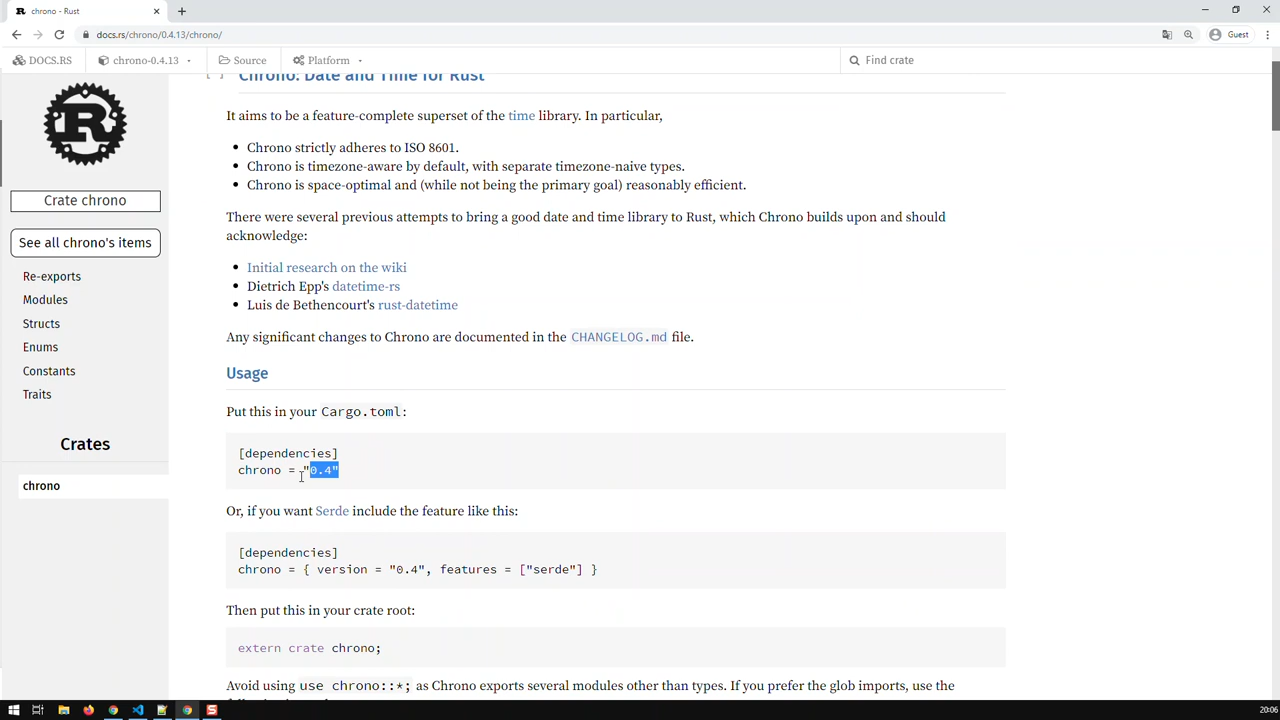 chrono - Rust
docs.rs/chrono/0.4.13/chrono/
Guest
DOCS.RS
chrono-0.4.13
Source
Platform
Find crate
Crate chrono
See all chrono's items
Re-exports
Modules
Structs
Enums
Constants
Traits
Crates
chrono
Chrono: Date and Time for Rust
It aims to be a feature-complete superset of the time library. In particular,
• Chrono strictly adheres to ISO 8601.
• Chrono is timezone-aware by default, with separate timezone-naive types.
• Chrono is space-optimal and (while not being the primary goal) reasonably efficient.
There were several previous attempts to bring a good date and time library to Rust, which Chrono builds upon and should
acknowledge:
• Initial research on the wiki
• Dietrich Epp's datetime-rs
• Luis de Bethencourt's rust-datetime
Any significant changes to Chrono are documented in the CHANGELOG.md file.
Usage
Put this in your Cargo.toml:
[dependencies]
chrono = "0.4"
Or, if you want Serde include the feature like this:
[dependencies]
chrono = { version = "0.4", features = ["serde"] }
Then put this in your crate root:
extern crate chrono;
Avoid using use chrono::*; as Chrono exports several modules other than types. If you prefer the glob imports, use the
20:06